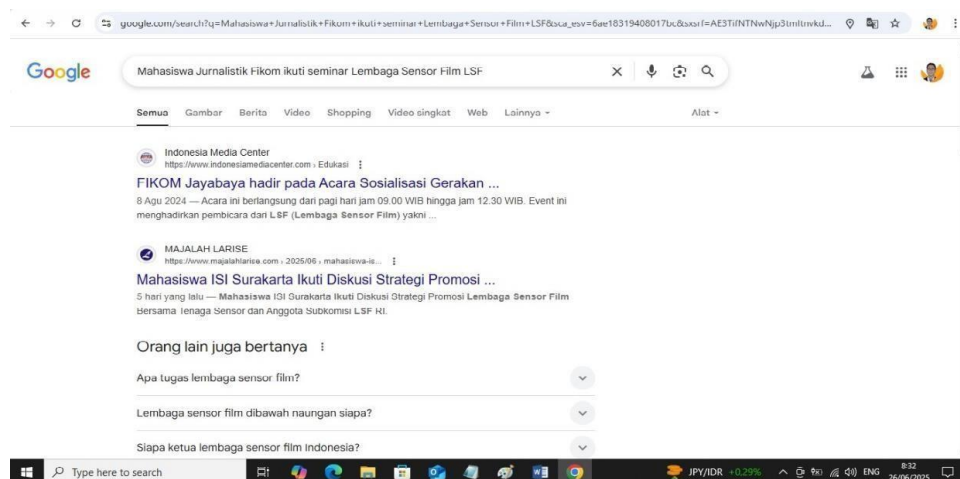 google.com/search?q=Mahasiswa+Jurnalistik+Fikom+ikuti+seminar+Lembaga+Sensor+Film+LSF&sca_esv=6ae18319408017bc&sxsrf=
Google
Mahasiswa Jurnalistik Fikom ikuti seminar Lembaga Sensor Film LSF
Semua Gambar Berita Video Shopping Video singkat Web Lainnya Alat
Indonesia Media Center
https://www.indonesiamediacenter.com › Edukasi
FIKOM Jayabaya hadir pada Acara Sosialisasi Gerakan ...
8 Agu 2024 — Acara ini berlangsung dari pagi hari jam 09.00 WIB hingga jam 12.30 WIB. Event ini
menghadirkan pembicara dari LSF (Lembaga Sensor Film) yakni ...
MAJALAH LARISE
https://www.majalahlarise.com › 2025/06 › mahasiswa-is...
Mahasiswa ISI Surakarta Ikuti Diskusi Strategi Promosi ...
5 hari yang lalu — Mahasiswa ISI Surakarta Ikuti Diskusi Strategi Promosi Lembaga Sensor Film
Bersama Tenaga Sensor dan Anggota Subkomisi LSF RI.
Orang lain juga bertanya
Apa tugas lembaga sensor film?
Lembaga sensor film dibawah naungan siapa?
Siapa ketua lembaga sensor film Indonesia?
Type here to search JPY/IDR +0.29% ENG 8:32
26/06/2025